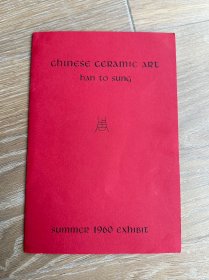 Chinese Ceramic Art
Han to Sung
Summer 1960 Exhibit